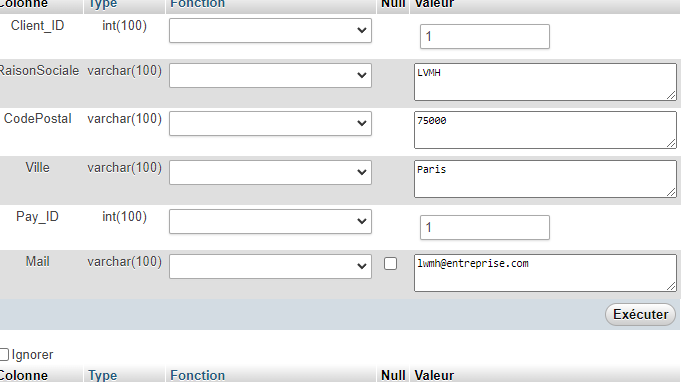 Colonne Type Fonction Null Valeur
Client_ID int(100) 1
RaisonSociale varchar(100) LVMH
CodePostal varchar(100) 75000
Ville varchar(100) Paris
Pay_ID int(100) 1
Mail varchar(100) lwmh@entreprise.com
Exécuter
Ignorer
Colonne Type Fonction Null Valeur